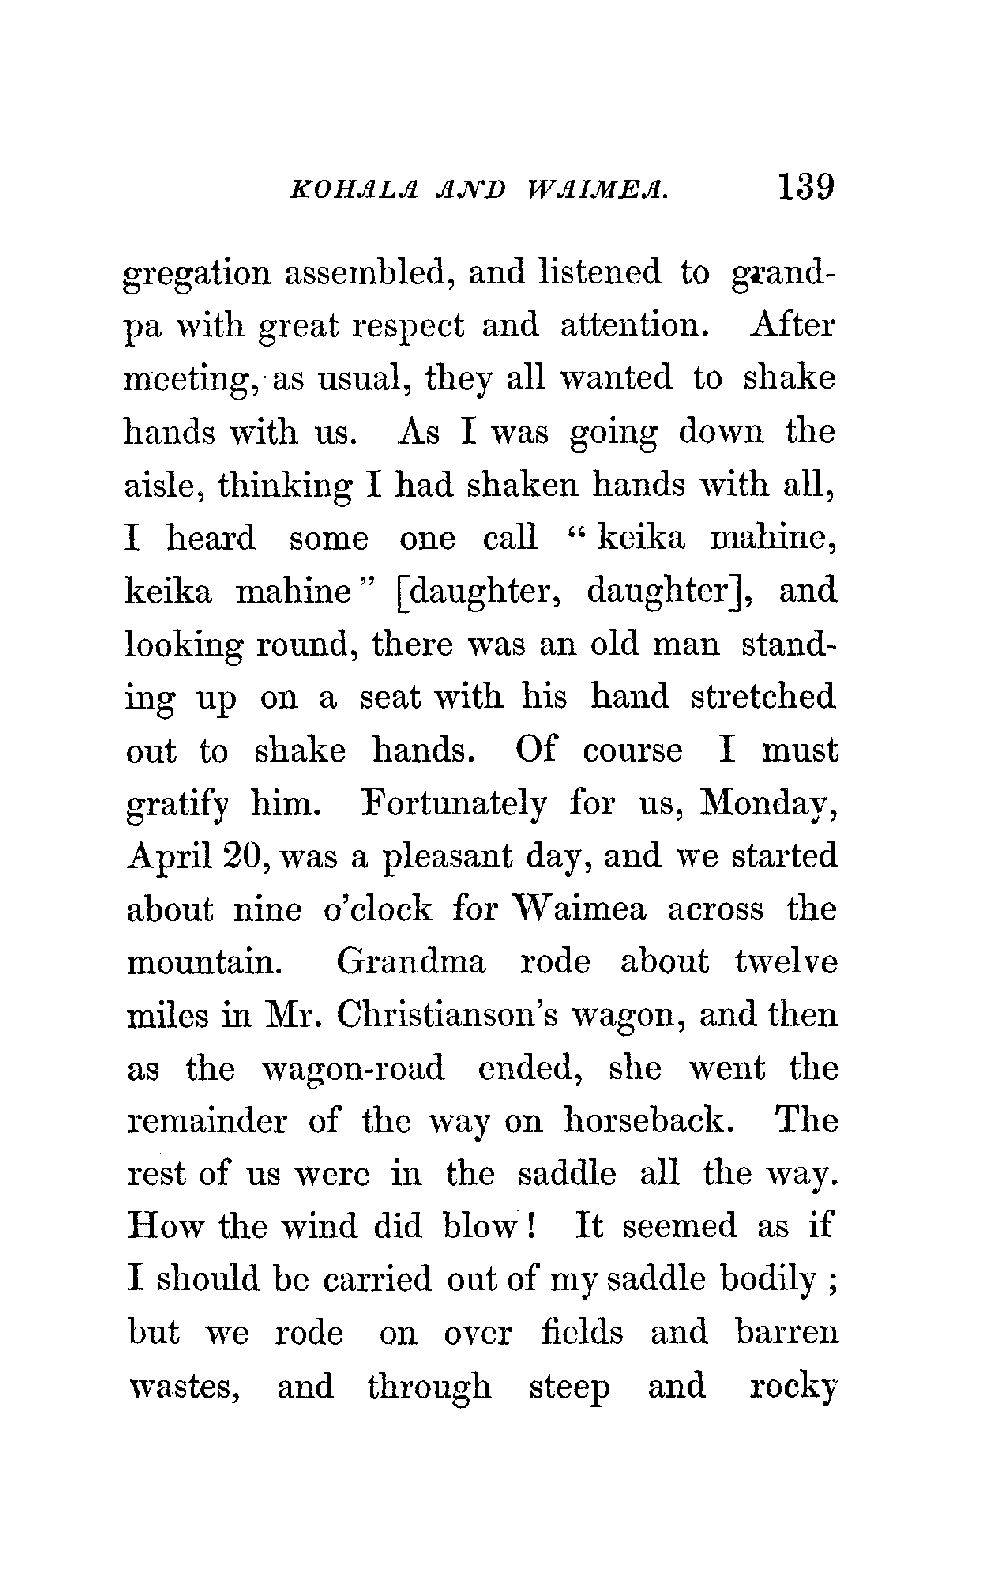 KOHALA AND WAIMEA. 139
gregation assembled, and listened to grand-
pa with great respect and attention. After
meeting, as usual, they all wanted to shake
hands with us. As I was going down the
aisle, thinking I had shaken hands with all,
I heard some one call “ keika mahine,
keika mahine ” [daughter, daughter], and
looking round, there was an old man stand-
ing up on a seat with his hand stretched
out to shake hands. Of course I must
gratify him. Fortunately for us, Monday,
April 20, was a pleasant day, and we started
about nine o’clock for Waimea across the
mountain. Grandma rode about twelve
miles in Mr. Christianson’s wagon, and then
as the wagon-road ended, she went the
remainder of the way on horseback. The
rest of us were in the saddle all the way.
How the wind did blow ! It seemed as if
I should be carried out of my saddle bodily ;
but we rode on over fields and barren
wastes, and through steep and rocky